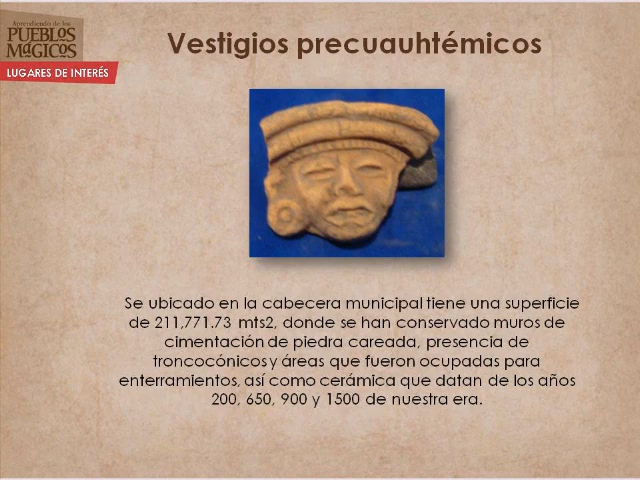 Aprendiendo de los
PUEBLOS
MÁGICOS
LUGARES DE INTERÉS
Vestigios precuauhtémicos
Se ubicado en la cabecera municipal tiene una superficie
de 211,771.73 mts2, donde se han conservado muros de
cimentación de piedra careada, presencia de
troncocónicos y áreas que fueron ocupadas para
enterramientos, así como cerámica que datan de los años
200, 650, 900 y 1500 de nuestra era.